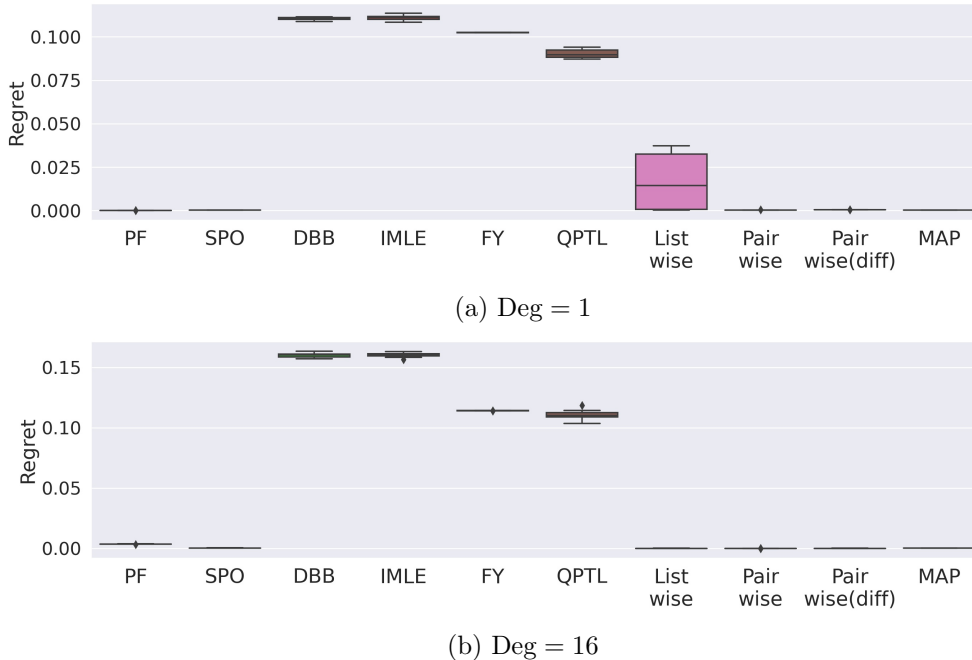 Regret
0.100
0.075
0.050
0.025
0.000
PF SPO DBB IMLE FY QPTL List Pair Pair MAP
wise wise wise(diff)
(a) Deg = 1
Regret
0.15
0.10
0.05
0.00
PF SPO DBB IMLE FY QPTL List Pair Pair MAP
wise wise wise(diff)
(b) Deg = 16